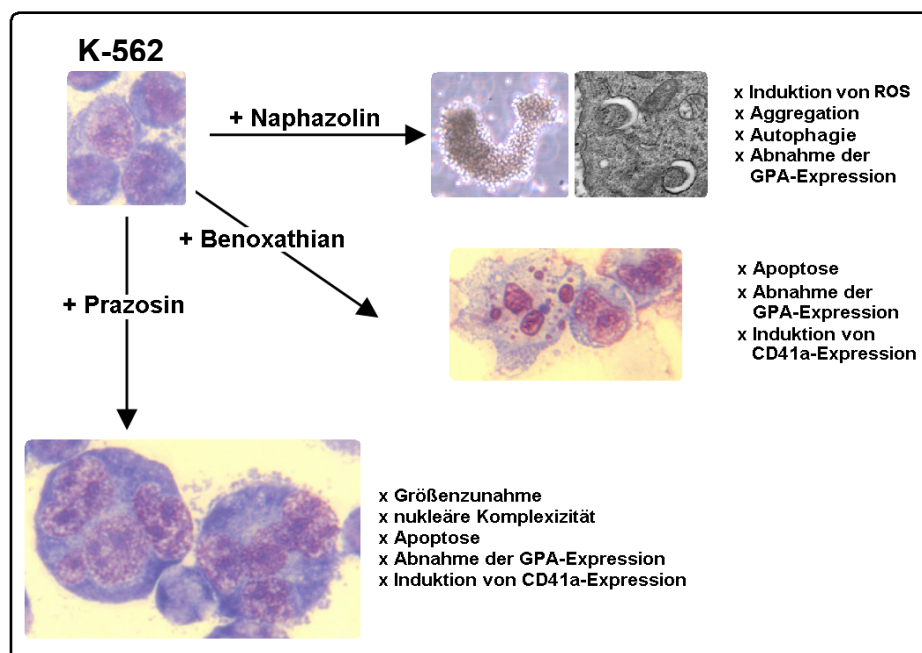 K-562
+ Naphazolin
x Induktion von ROS
x Aggregation
x Autophagie
x Abnahme der
GPA-Expression
+ Benoxathian
x Apoptose
x Abnahme der
GPA-Expression
x Induktion von
CD41a-Expression
+ Prazosin
x Größenzunahme
x nukleäre Komplexizität
x Apoptose
x Abnahme der GPA-Expression
x Induktion von CD41a-Expression